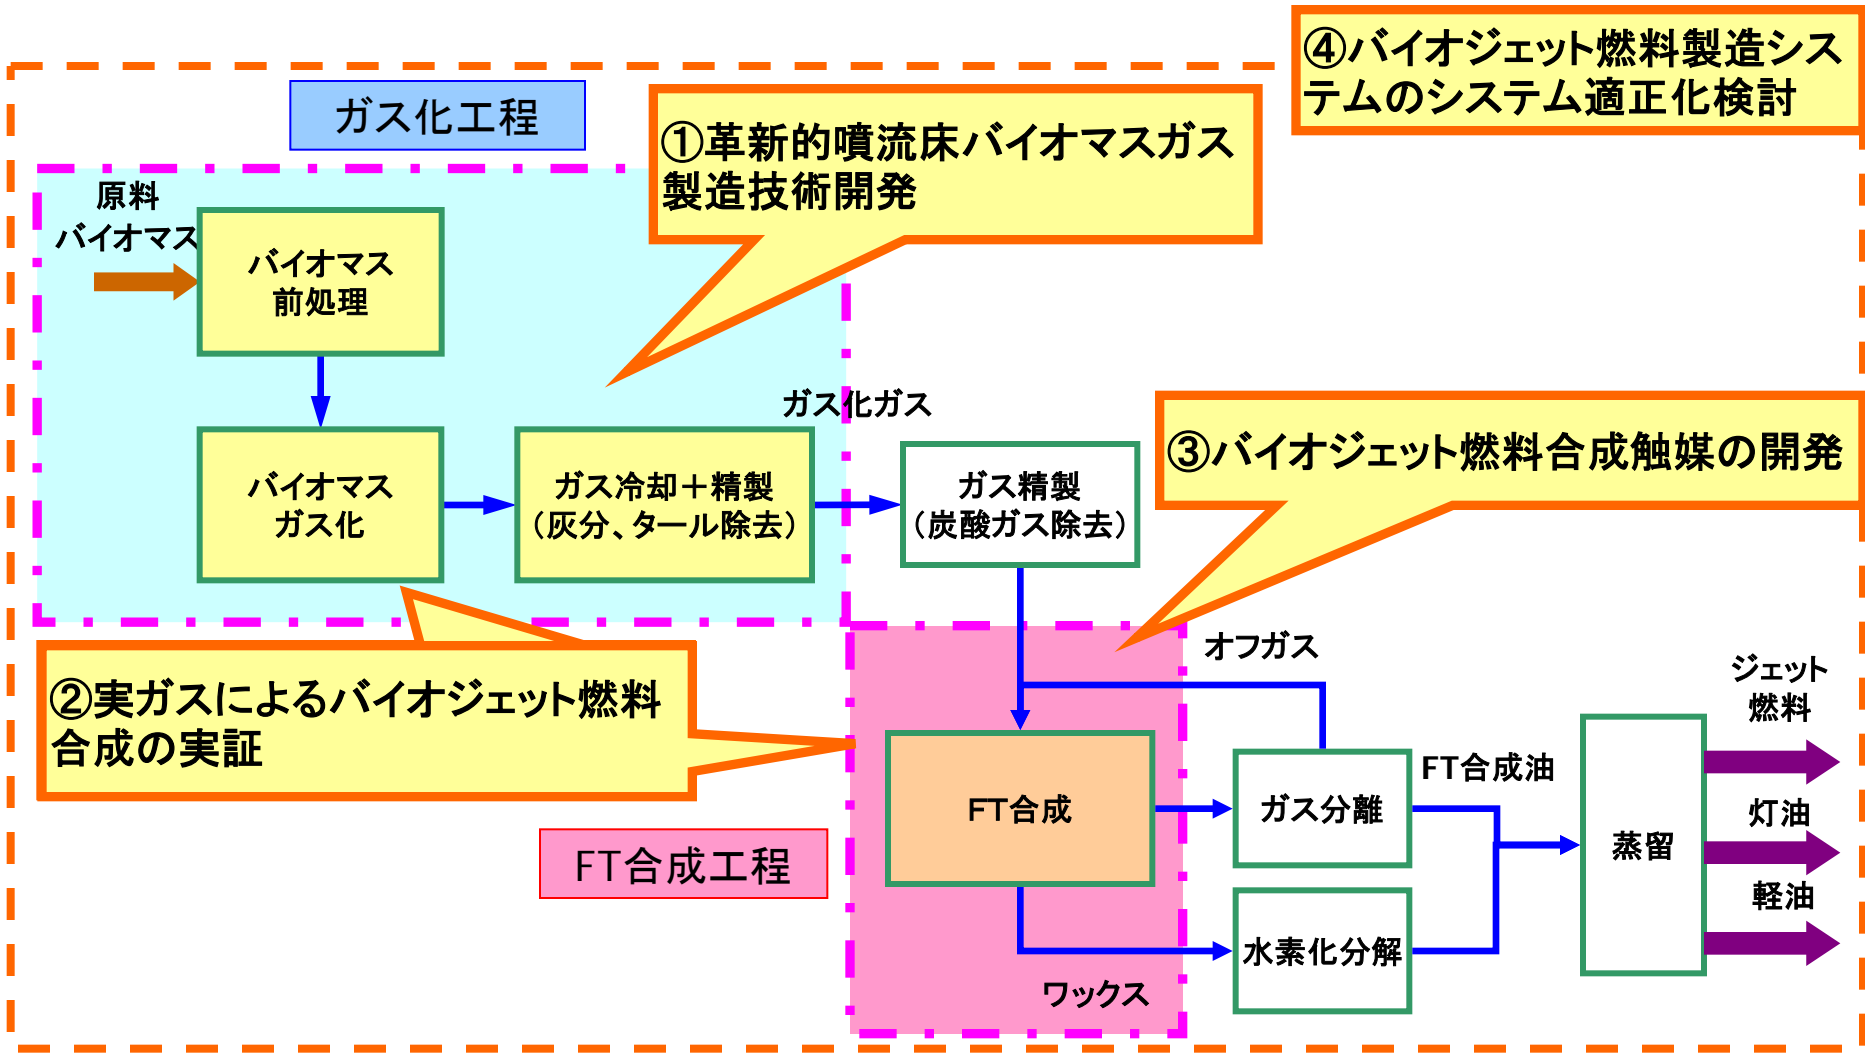 ④バイオジェット燃料製造シス
テムのシステム適正化検討
ガス化工程
①革新的噴流床バイオマスガス
製造技術開発
原料
バイオマス
バイオマス
前処理
ガス化ガス
バイオマス
ガス化
ガス冷却＋精製
（灰分、タール除去）
ガス精製
（炭酸ガス除去）
③バイオジェット燃料合成触媒の開発
②実ガスによるバイオジェット燃料
合成の実証
オフガス
ジェット
燃料
FT合成
ガス分離
FT合成油
灯油
蒸留
FT合成工程
軽油
水素化分解
ワックス